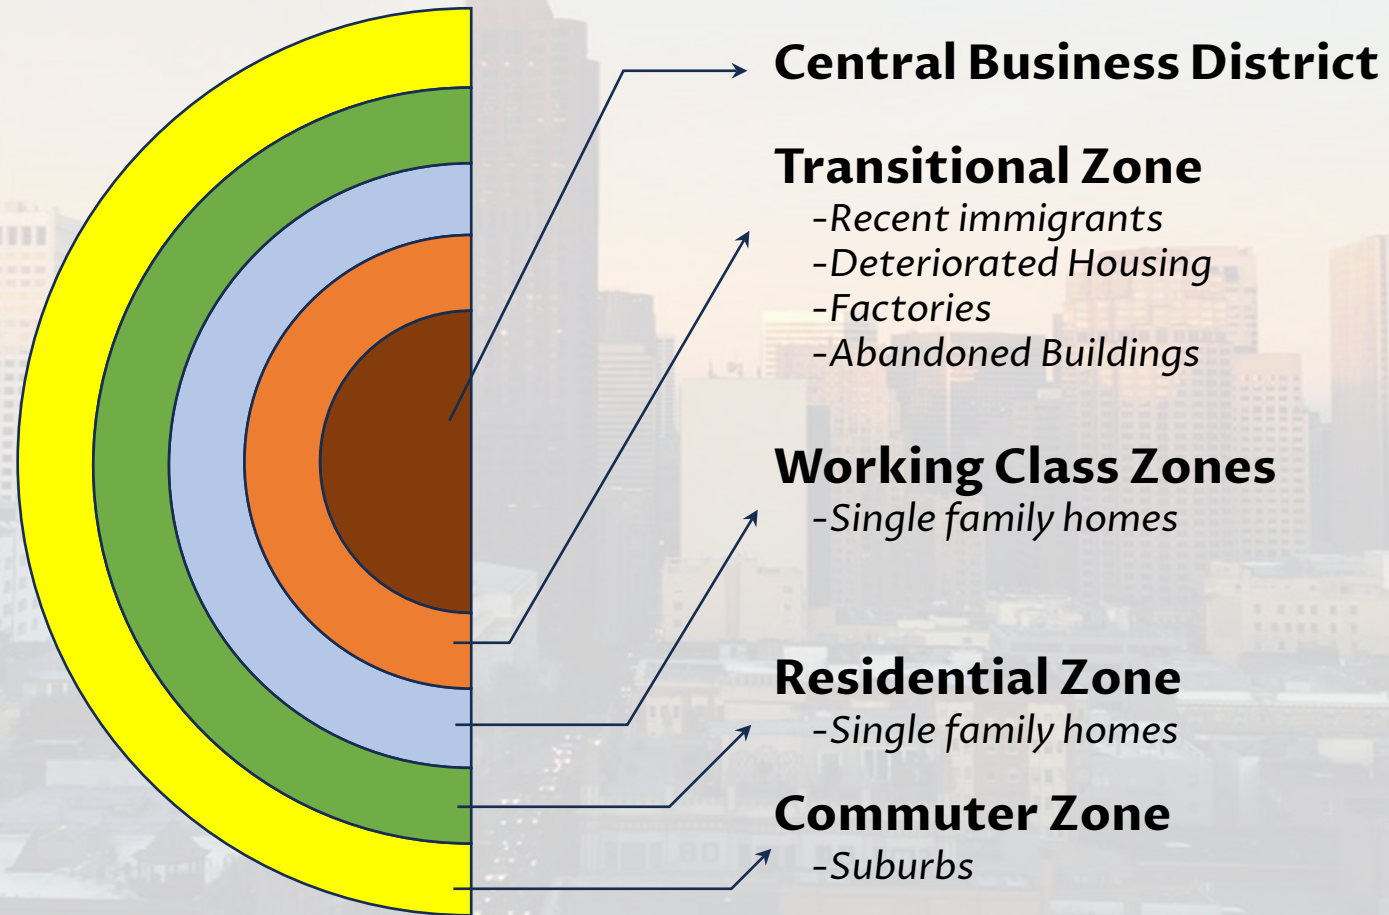 Central Business District
Transitional Zone
-Recent immigrants
-Deteriorated Housing
-Factories
-Abandoned Buildings
Working Class Zones
-Single family homes
Residential Zone
-Single family homes
Commuter Zone
-Suburbs